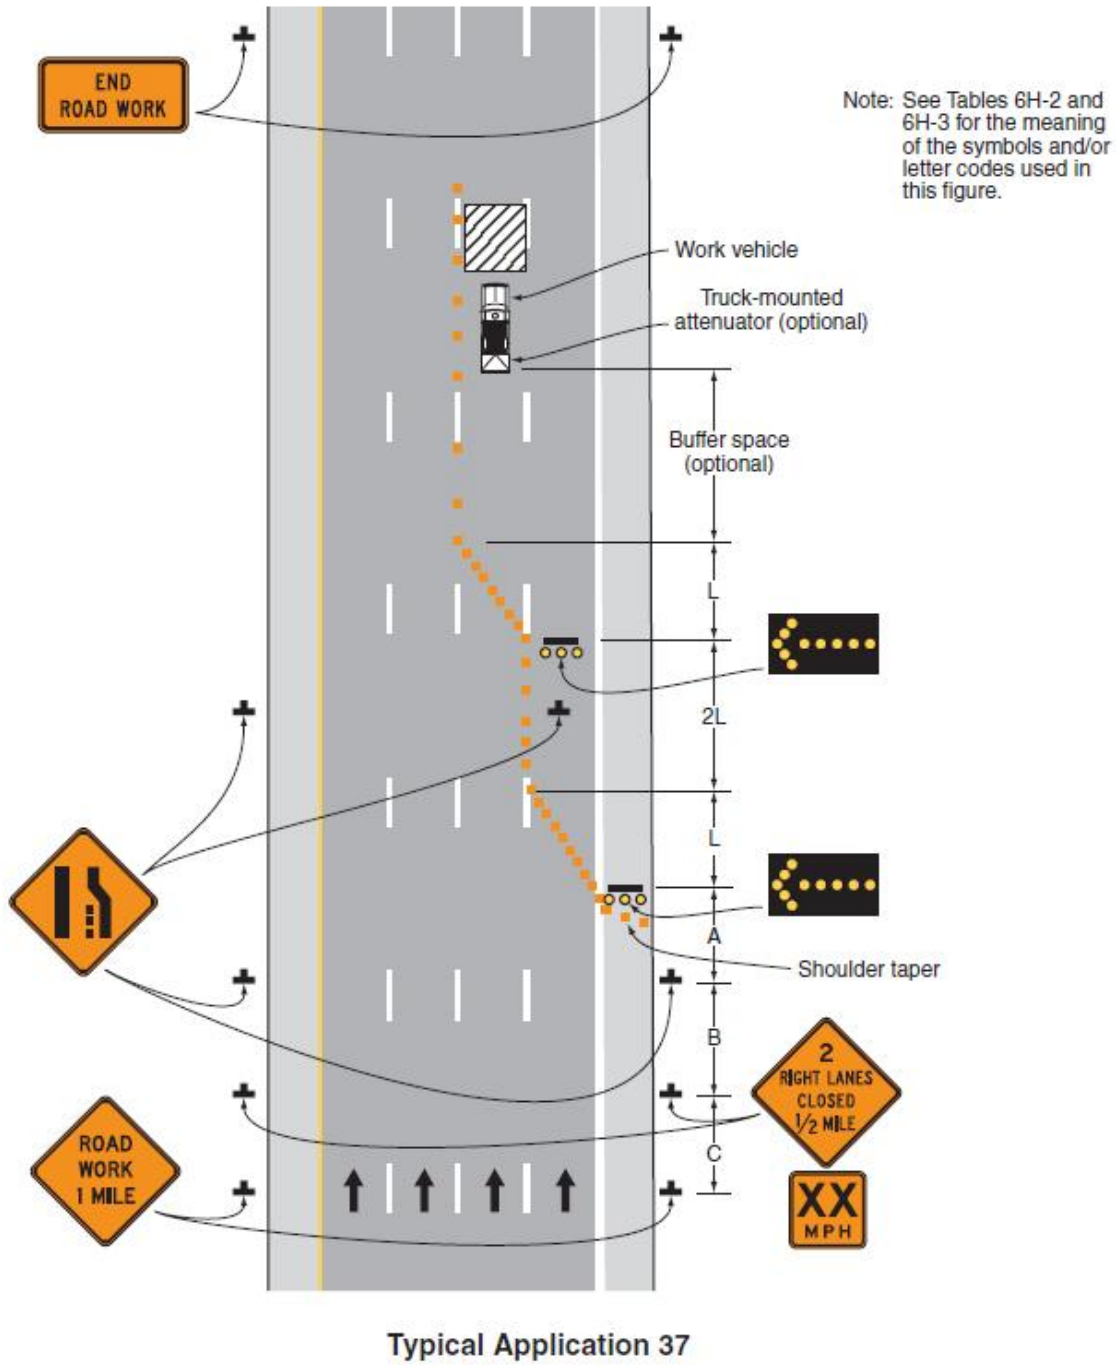 END
ROAD WORK
Note: See Tables 6H-2 and
6H-3 for the meaning
of the symbols and/or
letter codes used in
this figure.
Work vehicle
Truck-mounted
attenuator (optional)
Buffer space
(optional)
L
2L
L
A
Shoulder taper
B
2
RIGHT LANES
CLOSED
1/2 MILE
C
ROAD
WORK
1 MILE
XX
MPH
Typical Application 37